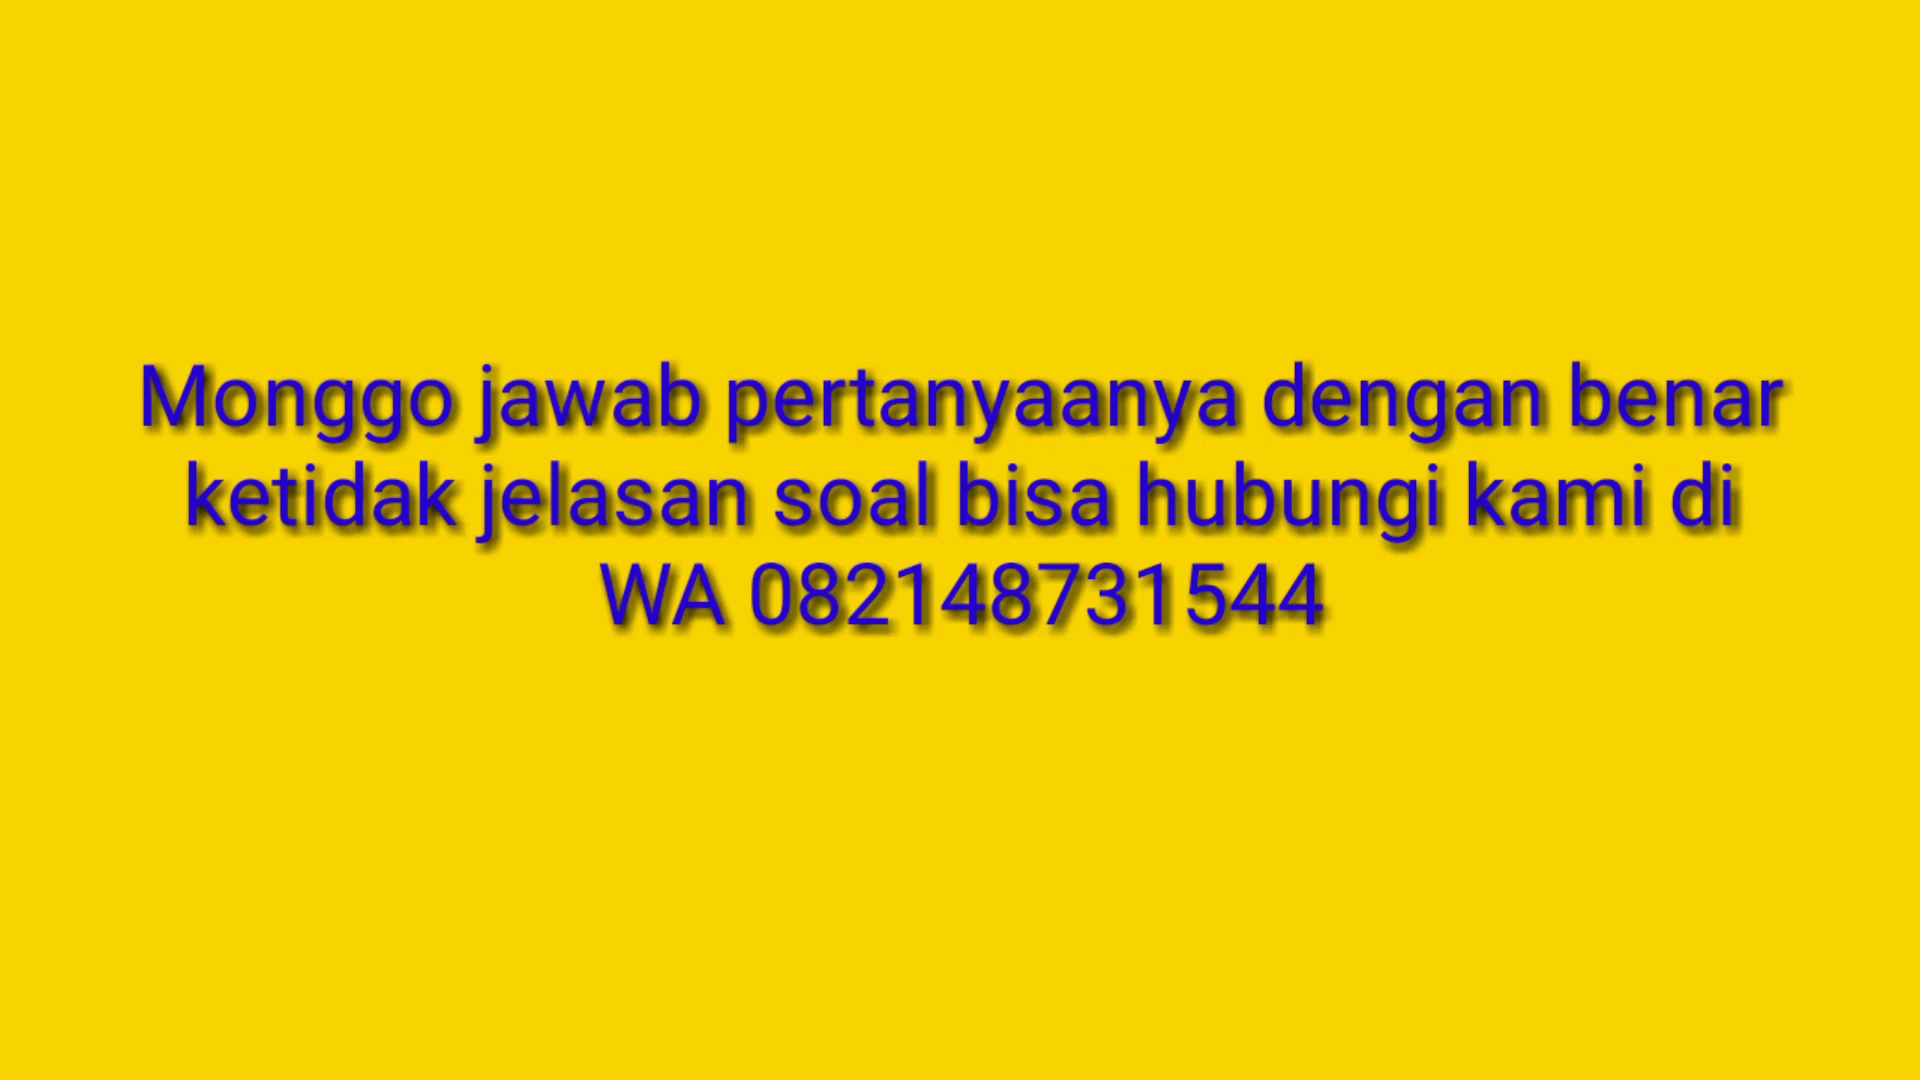 Monggo jawab pertanyaanya dengan benar
ketidak jelasan soal bisa hubungi kami di
WA 082148731544